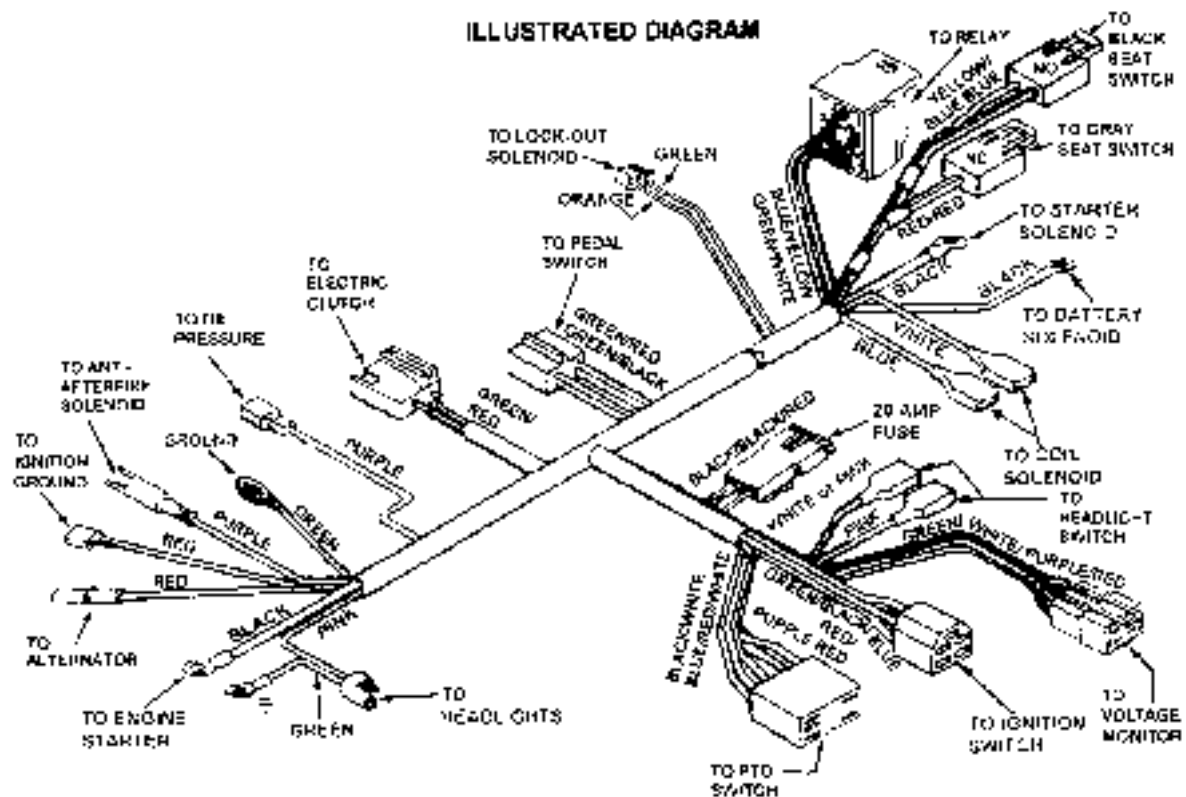 ILLUSTRATED DIAGRAM
TO RELAY
TO
BLACK
SEAT
SWITCH
YELLOW/
BLUE BLUE
NO
TO GRAY
SEAT SWITCH
NC
RED/RED
TO LOCK-OUT
SOLENOID
GREEN
ORANGE
BLUE/YELLOW
GREEN/WHITE
TO STARTER
SOLENOID
BLACK
BLACK
TO BATTERY
WHITE
BLUE
TO PEDAL
SWITCH
GREEN/RED
GREEN/BLACK
TO
ELECTRIC
CLUTCH
GREEN/
RED
PRESSURE
PURPLE
TO ANTI-
AFTERFIRE
SOLENOID
GROUND
TO
IGNITION
GROUND
PURPLE
GREEN
RED
RED
TO
ALTERNATOR
BLACK
PINK
TO ENGINE
STARTER
GREEN
TO
HEADLIGHTS
BLACK/BLACK/RED
20 AMP
FUSE
TO COIL
SOLENOID
WHITE or PINK
PINK
TO
HEADLIGHT
SWITCH
GREEN/ WHITE/ PURPLE/RED
BLACK/WHITE
BLUE/RED/WHITE
PURPLE RED
GREEN/BLACK/
RED/
BLUE
TO PTO
SWITCH
TO IGNITION
SWITCH
TO
VOLTAGE
MONITOR